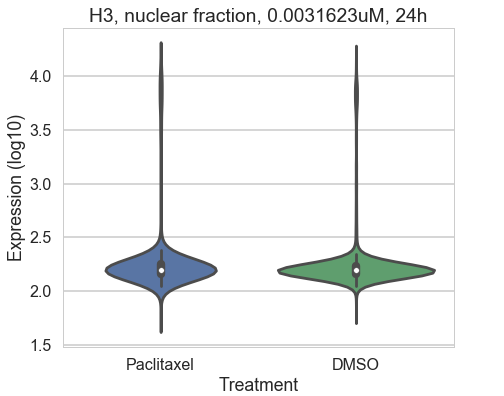 H3, nuclear fraction, 0.0031623uM, 24h
Expression (log10)
4.0
3.5
3.0
2.5
2.0
1.5
Paclitaxel DMSO
Treatment